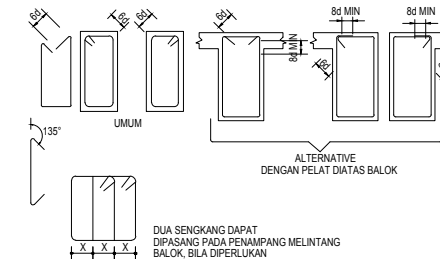 6d
6d
6d
6d
8d MIN
8d MIN
8d MIN
6d
UMUM
135°
ALTERNATIVE
DENGAN PELAT DIATAS BALOK
X X X
DUA SENGKANG DAPAT
DIPASANG PADA PENAMPANG MELINTANG
BALOK, BILA DIPERLUKAN